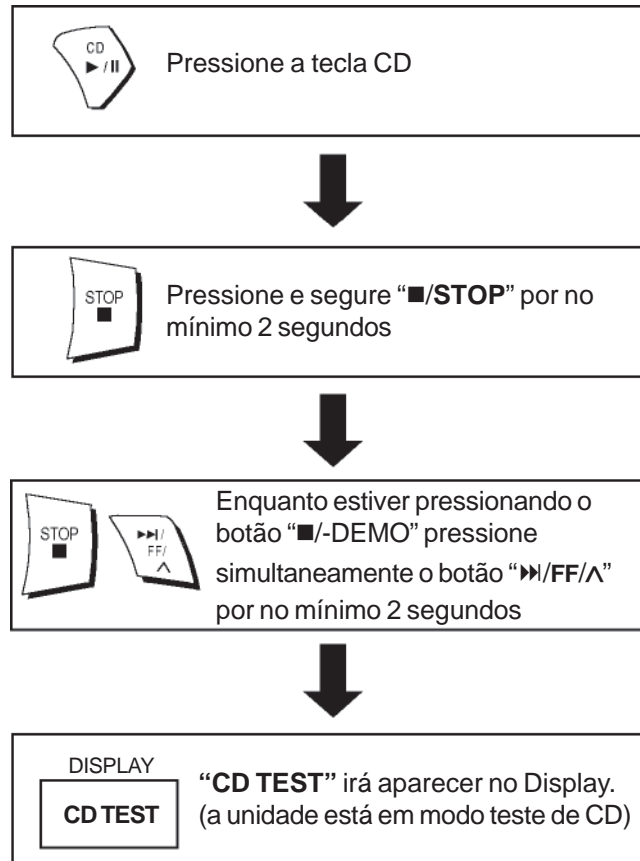 CD
▶/II
Pressione a tecla CD
STOP
■
Pressione e segure “■/STOP” por no
mínimo 2 segundos
STOP
■
▶▶I/
FF/
∧
Enquanto estiver pressionando o
botão “■/-DEMO” pressione
simultaneamente o botão “▶▶I/FF/∧”
por no mínimo 2 segundos
DISPLAY
CD TEST
“CD TEST” irá aparecer no Display.
(a unidade está em modo teste de CD)